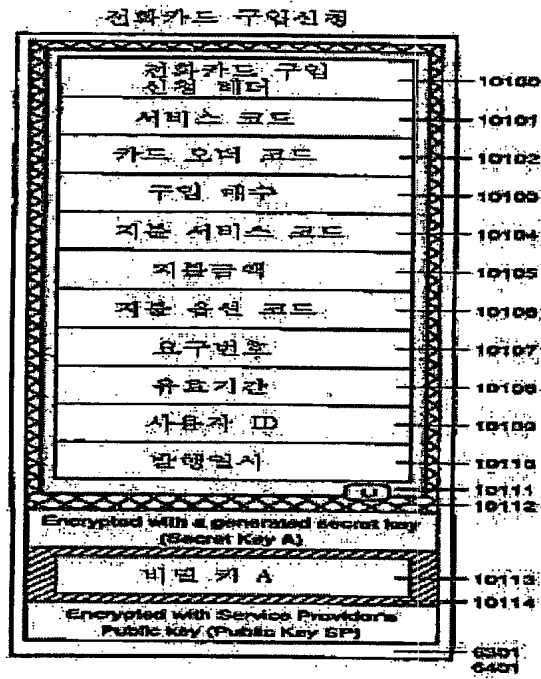 전화카드 구입신청
전화카드 구입
신청 헤더
10100
서비스 코드
10101
카드 오더 코드
10102
구입 매수
10103
지불 서비스 코드
10104
지불금액
10105
지불 옵션 코드
10106
요구번호
10107
유효기간
10108
사용자 ID
10109
발행일시
10110
U
10111
10112
Encrypted with a generated secret key
(Secret Key A)
비밀 키 A
10113
10114
Encrypted with Service Provider's
Public Key (Public Key SP)
6301
6401